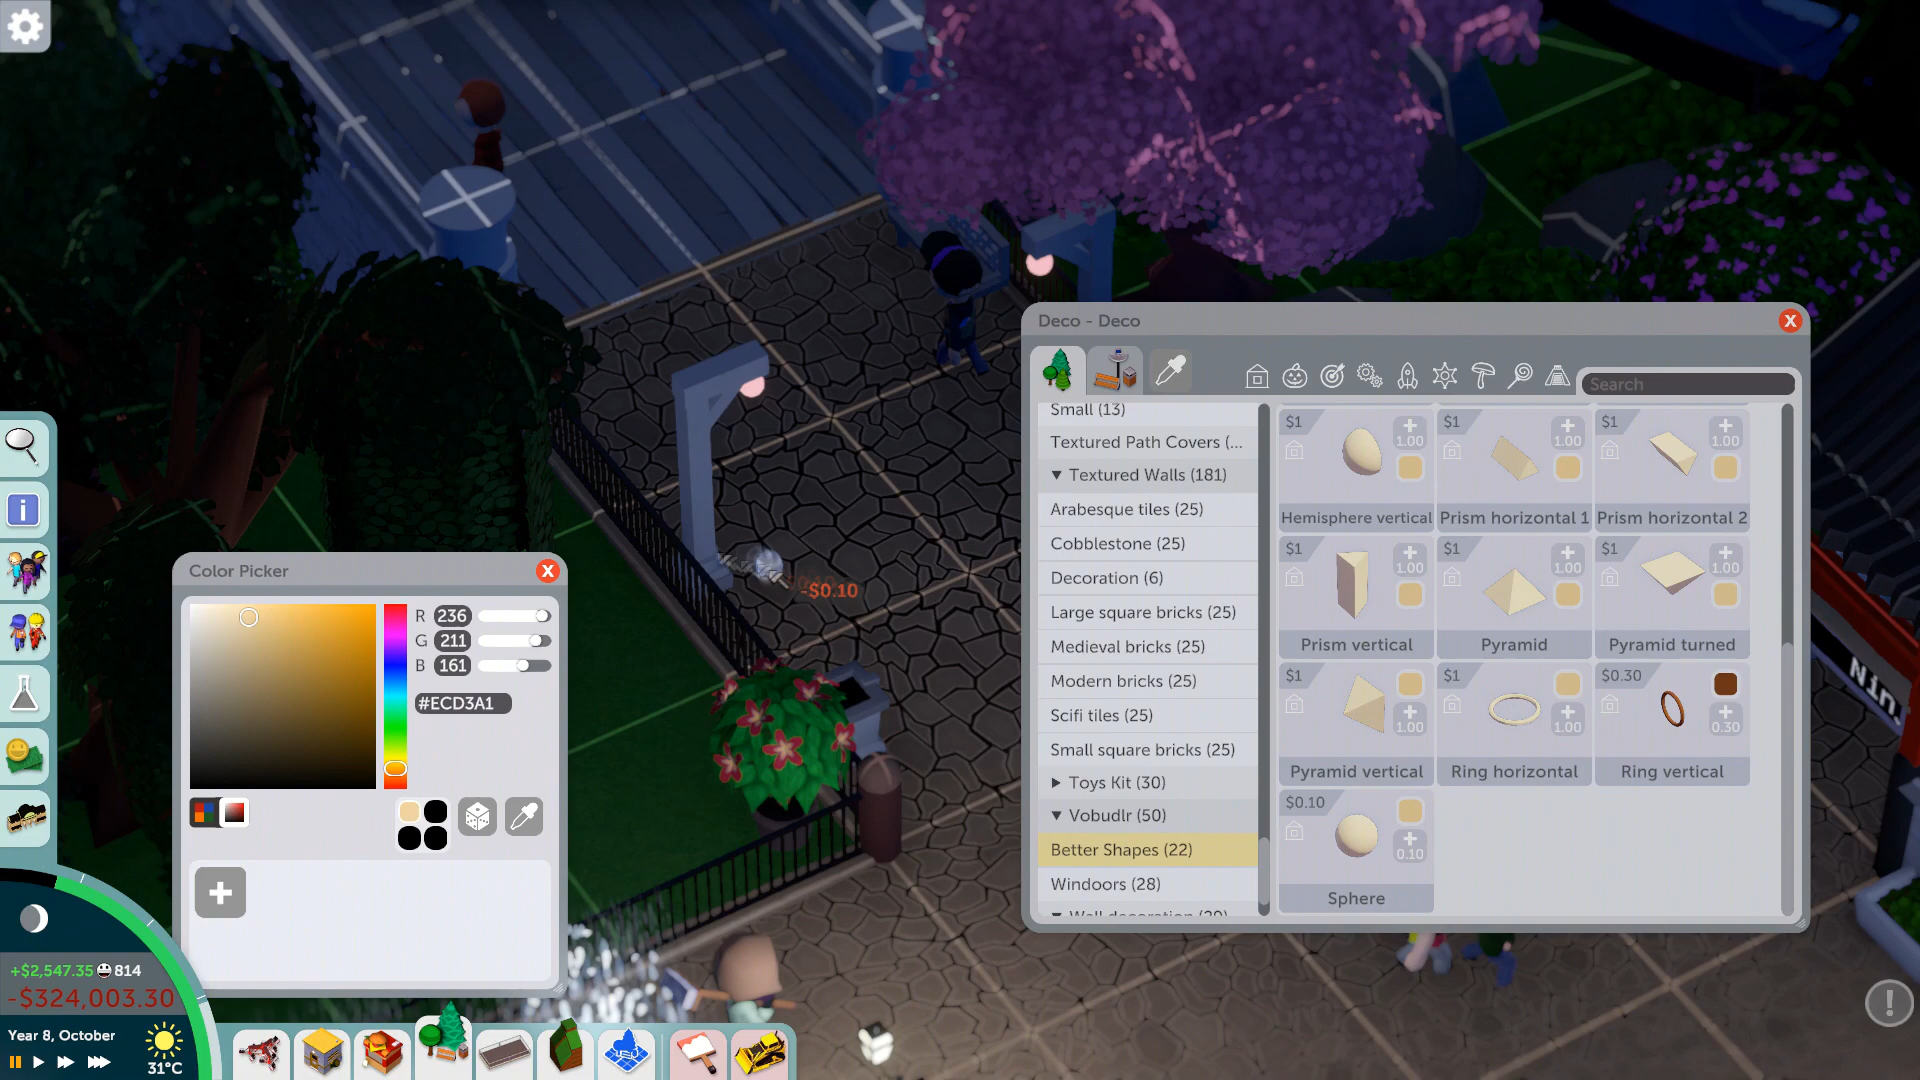 Deco - Deco
X
Search
Small (13)
Textured Path Covers (...
▼ Textured Walls (181)
Arabesque tiles (25)
Cobblestone (25)
Decoration (6)
Large square bricks (25)
Medieval bricks (25)
Modern bricks (25)
Scifi tiles (25)
Small square bricks (25)
▶ Toys Kit (30)
▼ Vobudlr (50)
Better Shapes (22)
Windoors (28)
$1
1.00
Hemisphere vertical
$1
1.00
Prism horizontal 1
$1
1.00
Prism horizontal 2
$1
1.00
Prism vertical
$1
1.00
Pyramid
$1
1.00
Pyramid turned
$1
1.00
Pyramid vertical
$1
1.00
Ring horizontal
$0.30
0.30
Ring vertical
$0.10
0.10
Sphere
Nin
-$0.10
Color Picker
X
R 236
G 211
B 161
#ECD3A1
i
+$2,547.35 814
-$324,003.30
Year 8, October
31°C
!